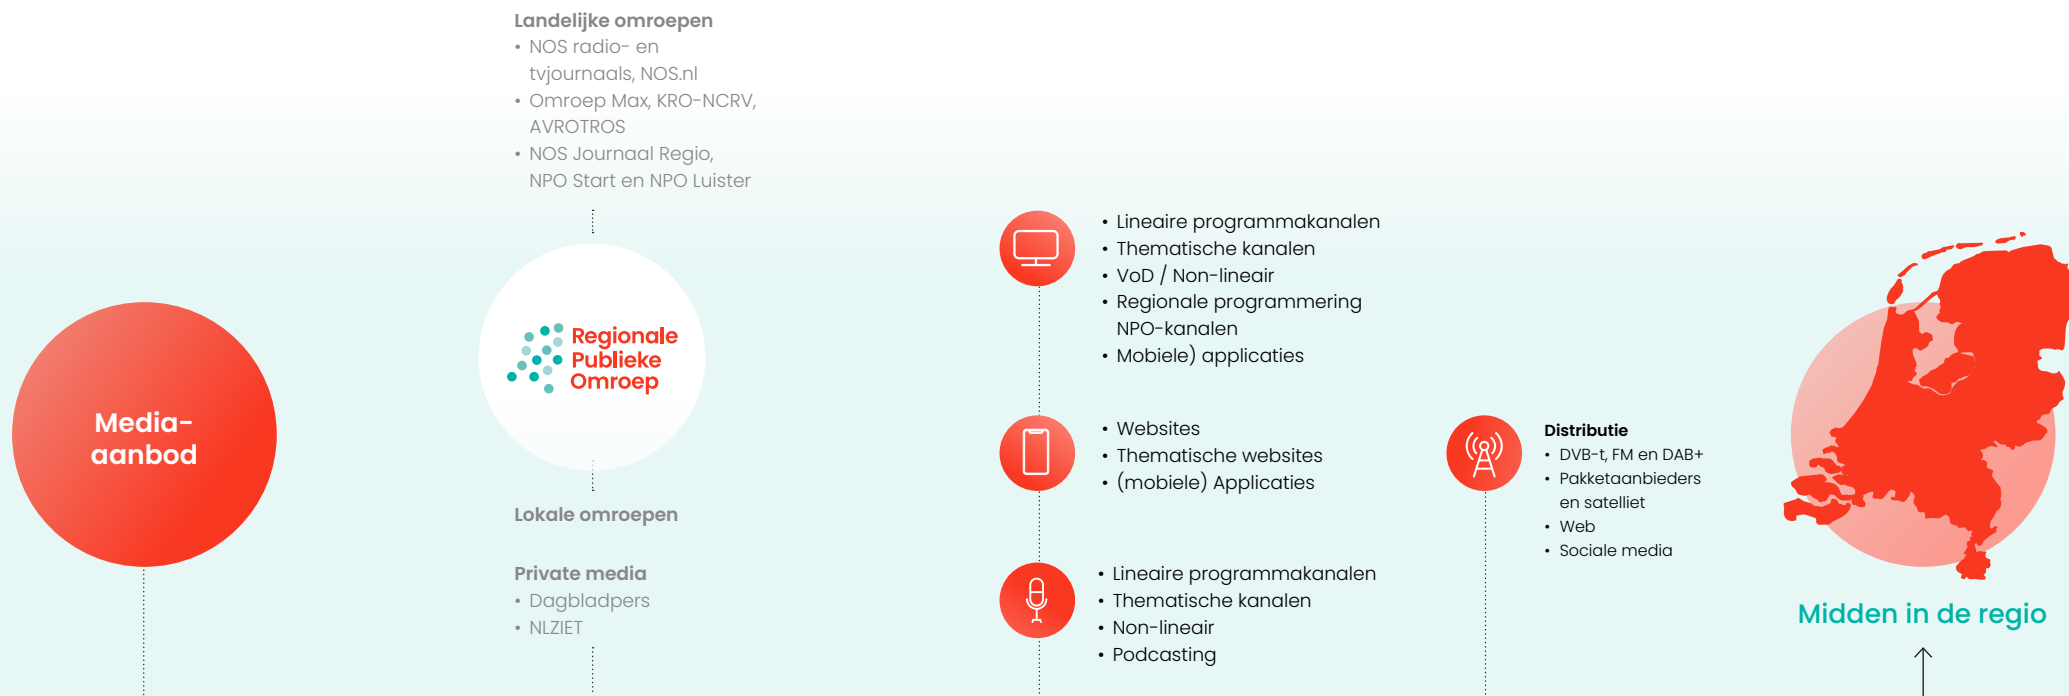 Landelijke omroepen
• NOS radio- en
tvjournaals, NOS.nl
• Omroep Max, KRO-NCRV,
AVROTROS
• NOS Journaal Regio,
NPO Start en NPO Luister
Media-
aanbod
Regionale
Publieke
Omroep
Lokale omroepen
Private media
• Dagbladpers
• NLZIET
• Lineaire programmakanalen
• Thematische kanalen
• VoD / Non-lineair
• Regionale programmering
NPO-kanalen
• Mobiele) applicaties
• Websites
• Thematische websites
• (mobiele) Applicaties
• Lineaire programmakanalen
• Thematische kanalen
• Non-lineair
• Podcasting
Distributie
• DVB-t, FM en DAB+
• Pakketaanbieders
en satelliet
• Web
• Sociale media
Midden in de regio